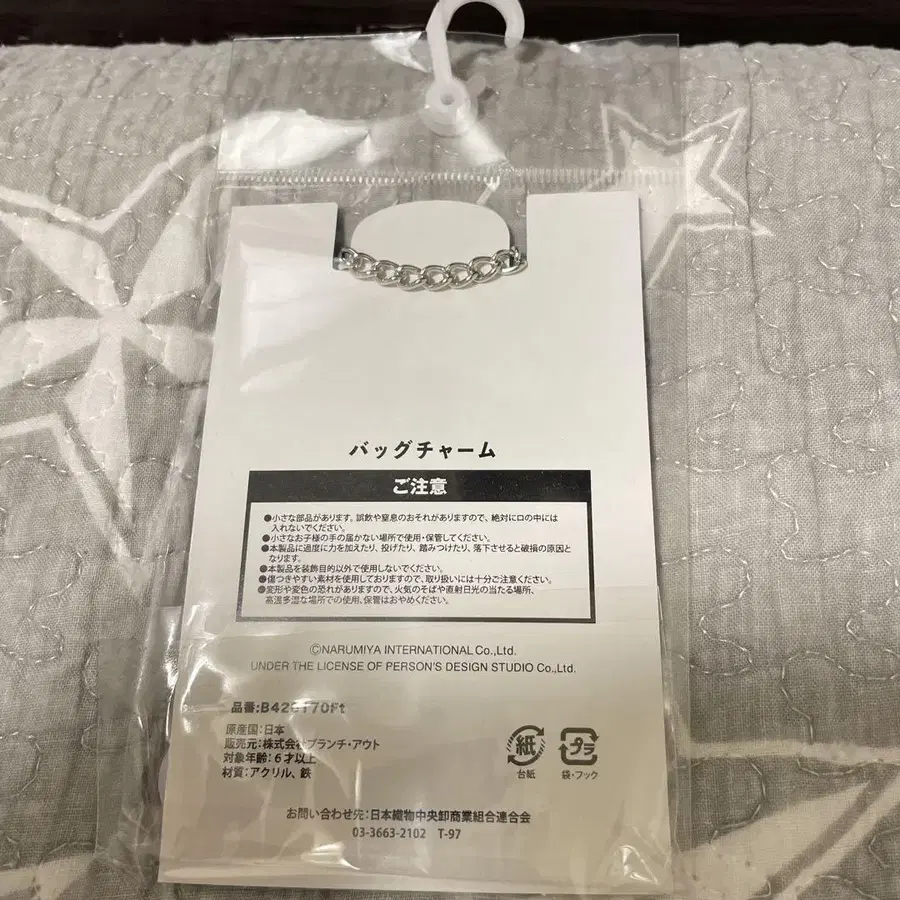 バッグチャーム
ご注意
●小さな部品があります。誤飲や窒息のおそれがありますので、絶対に口の中には
入れないでください。
●小さなお子様の手の届かない場所で使用・保管してください。
●本製品に過度に力を加えたり、投げたり、踏みつけたり、落下させると破損の原因と
なります。
●本製品を装飾目的以外で使用しないでください。
●傷つきやすい素材を使用しておりますので、取り扱いには十分ご注意ください。
●変形や変色の恐れがありますので、火気のそばや直射日光の当たる場所、
高温多湿な場所での使用、保管はおやめください。
©NARUMIYA INTERNATIONAL Co.,Ltd.
UNDER THE LICENSE OF PERSON'S DESIGN STUDIO Co.,Ltd.
品番:
原産国:日本
販売元:株式会社ブランチ・アウト
対象年齢:6才以上
材質:アクリル、鉄
紙
台紙
プラ
袋・フック
お問い合わせ先:日本織物中央卸商業組合連合会
03-3663-2102 T-97